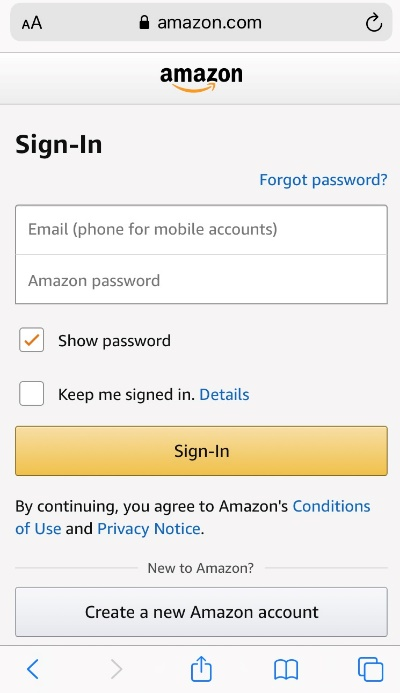 AA amazon.com
amazon
Sign-In
Forgot password?
Email (phone for mobile accounts)
Amazon password
Show password
Keep me signed in. Details
Sign-In
By continuing, you agree to Amazon's Conditions
of Use and Privacy Notice.
New to Amazon?
Create a new Amazon account